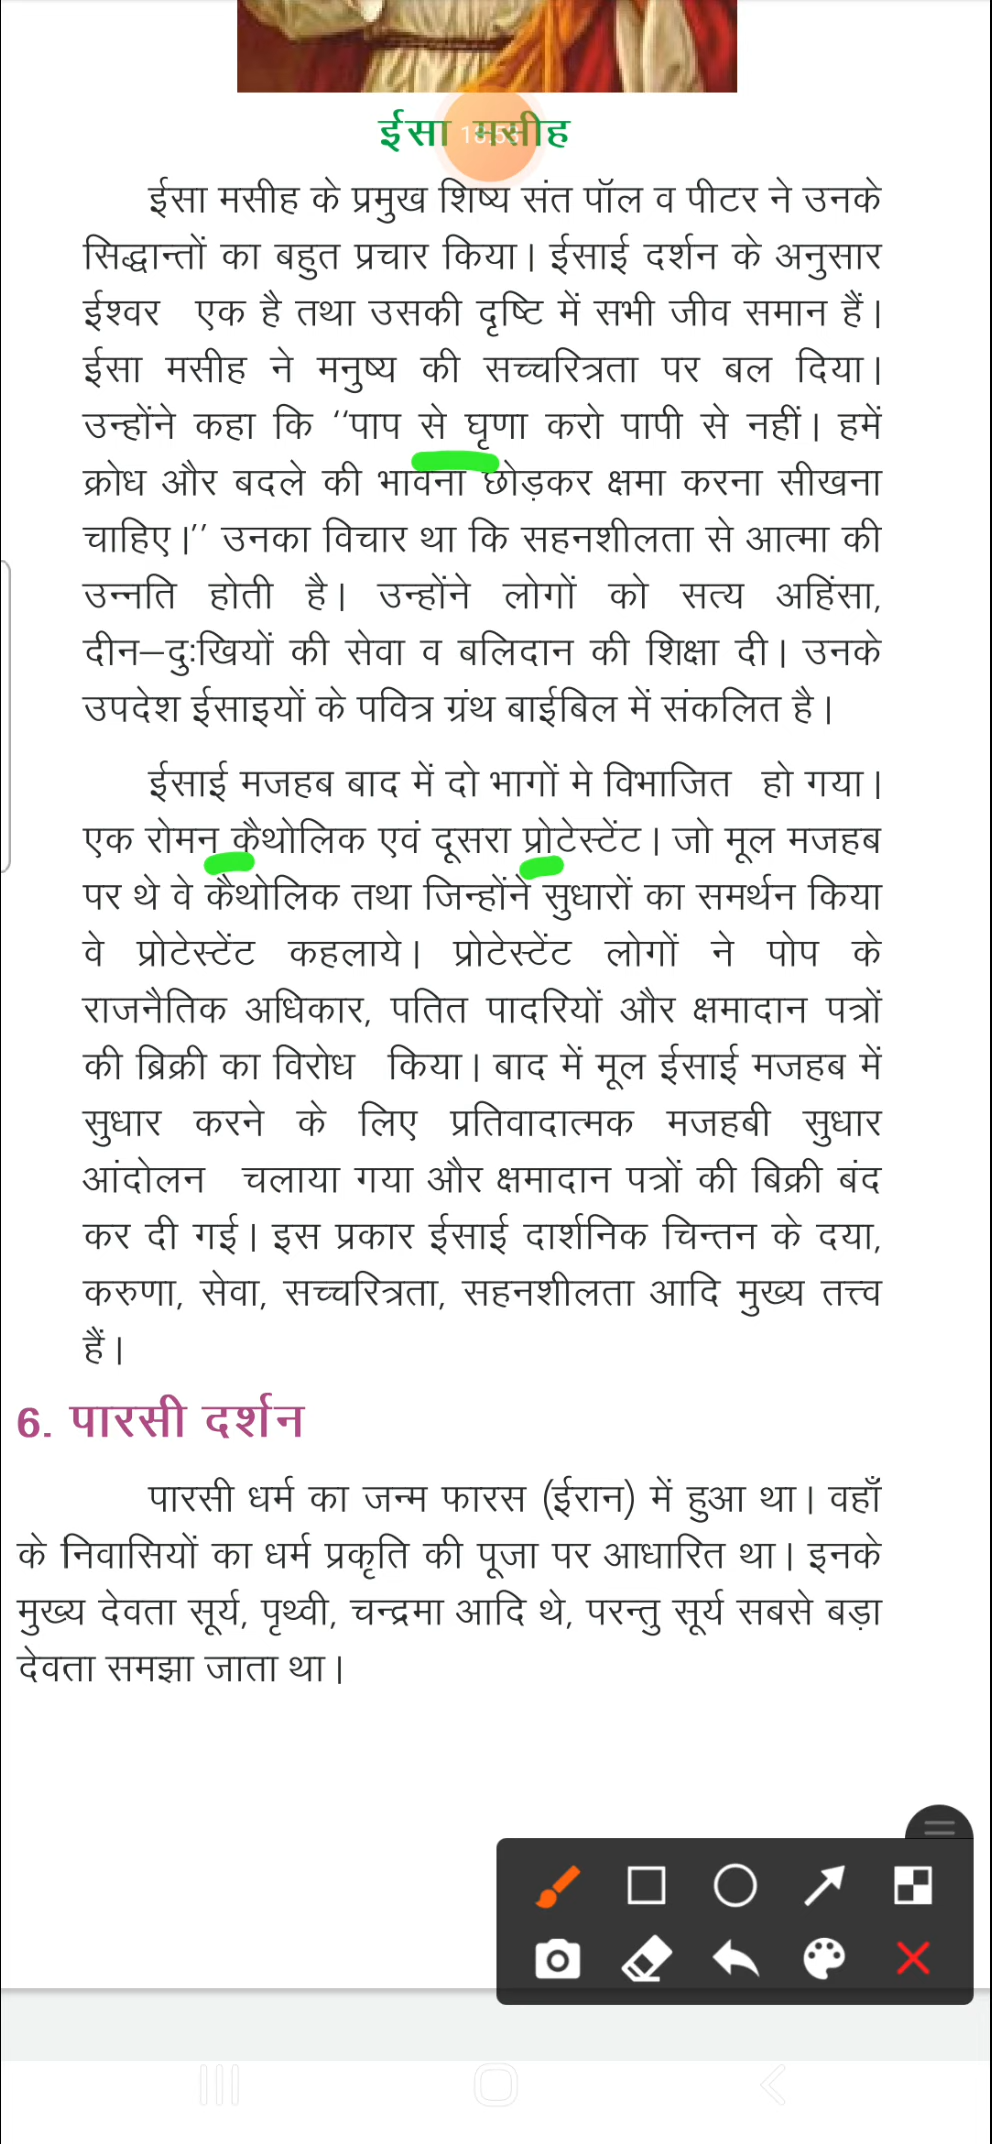 ईसा मसीह
ईसा मसीह के प्रमुख शिष्य संत पॉल व पीटर ने उनके
सिद्धान्तों का बहुत प्रचार किया। ईसाई दर्शन के अनुसार
ईश्वर एक है तथा उसकी दृष्टि में सभी जीव समान हैं।
ईसा मसीह ने मनुष्य की सच्चरित्रता पर बल दिया।
उन्होंने कहा कि ‘‘पाप से घृणा करो पापी से नहीं। हमें
क्रोध और बदले की भावना छोड़कर क्षमा करना सीखना
चाहिए।’’ उनका विचार था कि सहनशीलता से आत्मा की
उन्नति होती है। उन्होंने लोगों को सत्य अहिंसा,
दीन–दुःखियों की सेवा व बलिदान की शिक्षा दी। उनके
उपदेश ईसाइयों के पवित्र ग्रंथ बाईबिल में संकलित है।
ईसाई मजहब बाद में दो भागों मे विभाजित हो गया।
एक रोमन कैथोलिक एवं दूसरा प्रोटेस्टेंट। जो मूल मजहब
पर थे वे कैथोलिक तथा जिन्होंने सुधारों का समर्थन किया
वे प्रोटेस्टेंट कहलाये। प्रोटेस्टेंट लोगों ने पोप के
राजनैतिक अधिकार, पतित पादरियों और क्षमादान पत्रों
की ब्रिक्री का विरोध किया। बाद में मूल ईसाई मजहब में
सुधार करने के लिए प्रतिवादात्मक मजहबी सुधार
आंदोलन चलाया गया और क्षमादान पत्रों की बिक्री बंद
कर दी गई। इस प्रकार ईसाई दार्शनिक चिन्तन के दया,
करुणा, सेवा, सच्चरित्रता, सहनशीलता आदि मुख्य तत्त्व
हैं।
6. पारसी दर्शन
पारसी धर्म का जन्म फारस (ईरान) में हुआ था। वहाँ
के निवासियों का धर्म प्रकृति की पूजा पर आधारित था। इनके
मुख्य देवता सूर्य, पृथ्वी, चन्द्रमा आदि थे, परन्तु सूर्य सबसे बड़ा
देवता समझा जाता था।